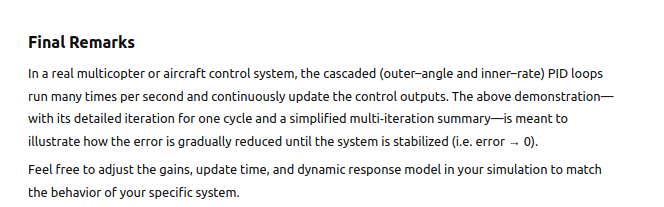 Final Remarks
In a real multicopter or aircraft control system, the cascaded (outer–angle and inner–rate) PID loops
run many times per second and continuously update the control outputs. The above demonstration—
with its detailed iteration for one cycle and a simplified multi-iteration summary—is meant to
illustrate how the error is gradually reduced until the system is stabilized (i.e. error → 0).
Feel free to adjust the gains, update time, and dynamic response model in your simulation to match
the behavior of your specific system.